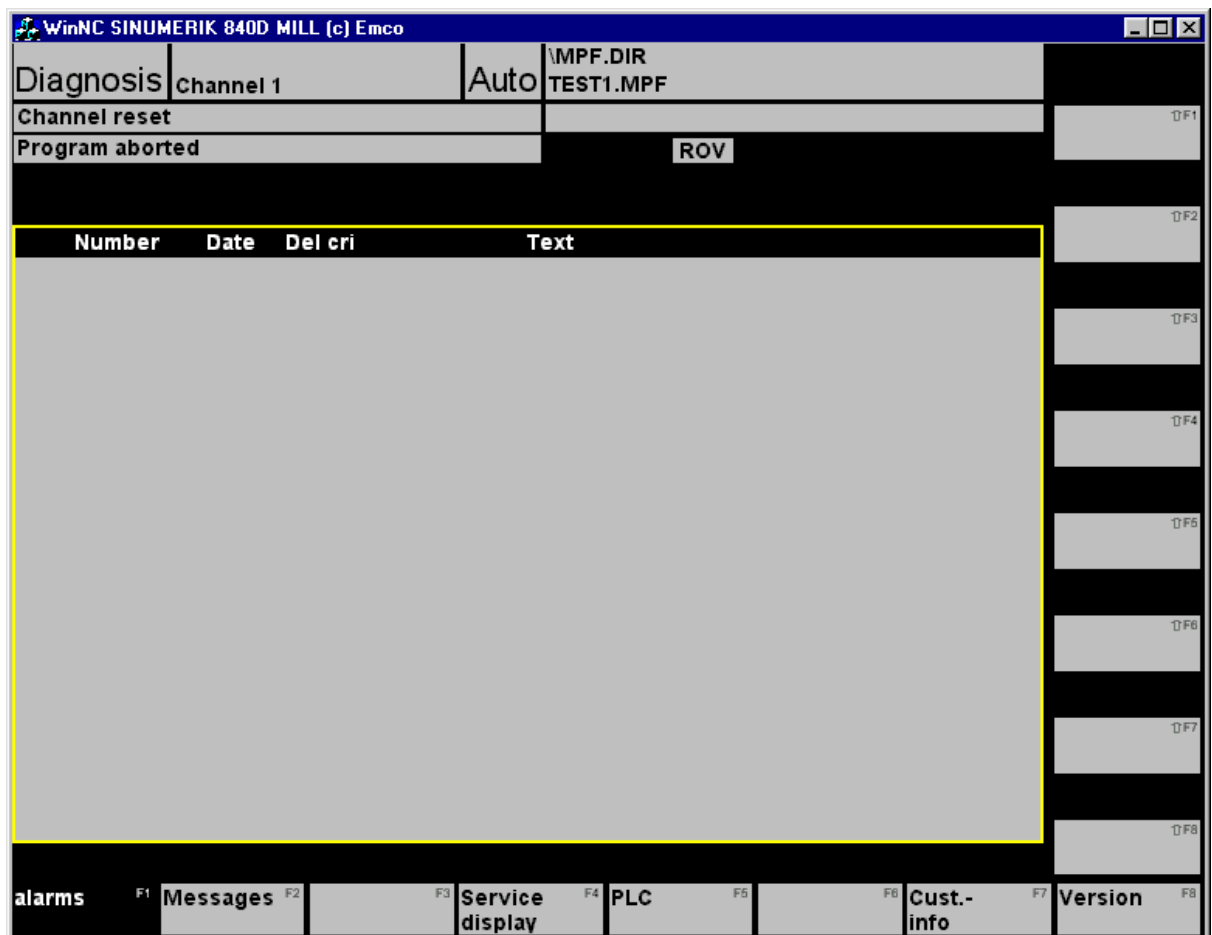 WinNC SINUMERIK 840D MILL (c) Emco
Diagnosis Channel 1 Auto \MPF.DIR
TEST1.MPF
Channel reset
Program aborted ROV
⇧F1
⇧F2
Number Date Del cri Text
⇧F3
⇧F4
⇧F5
⇧F6
⇧F7
⇧F8
alarms F1 Messages F2 F3 Service F4 PLC F5 F6 Cust.- F7 Version F8
display info